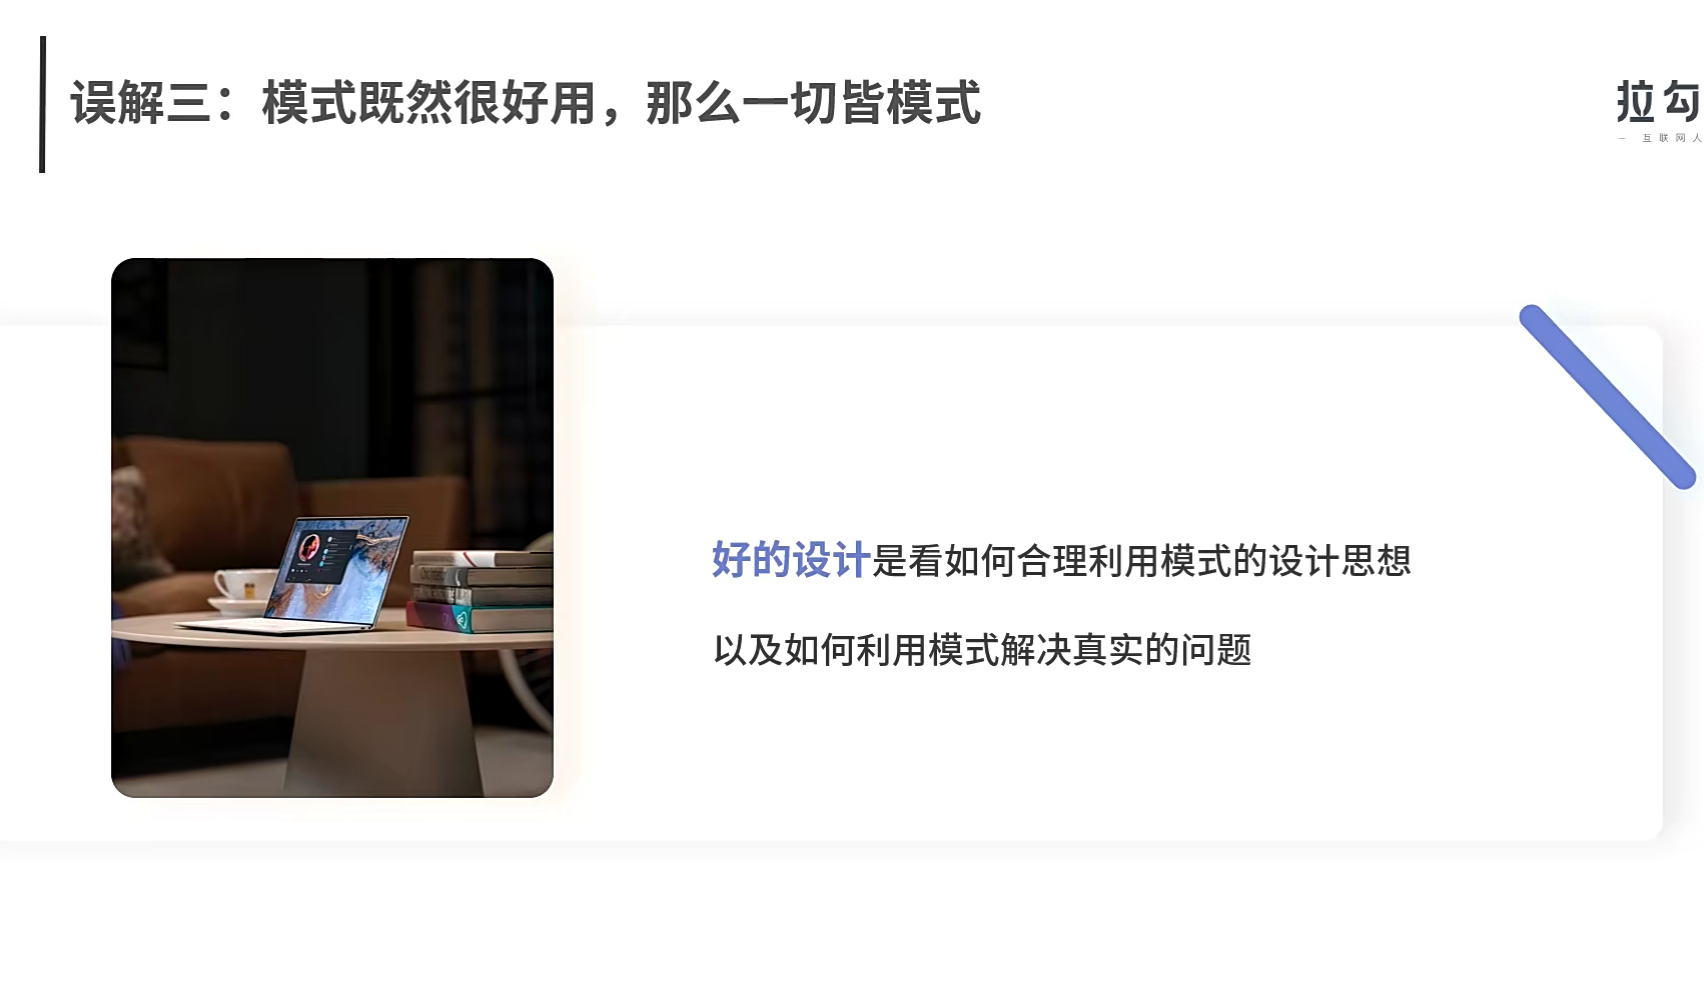 误解三：模式既然很好用，那么一切皆模式
拉勾
— 互联网人
好的设计是看如何合理利用模式的设计思想
以及如何利用模式解决真实的问题